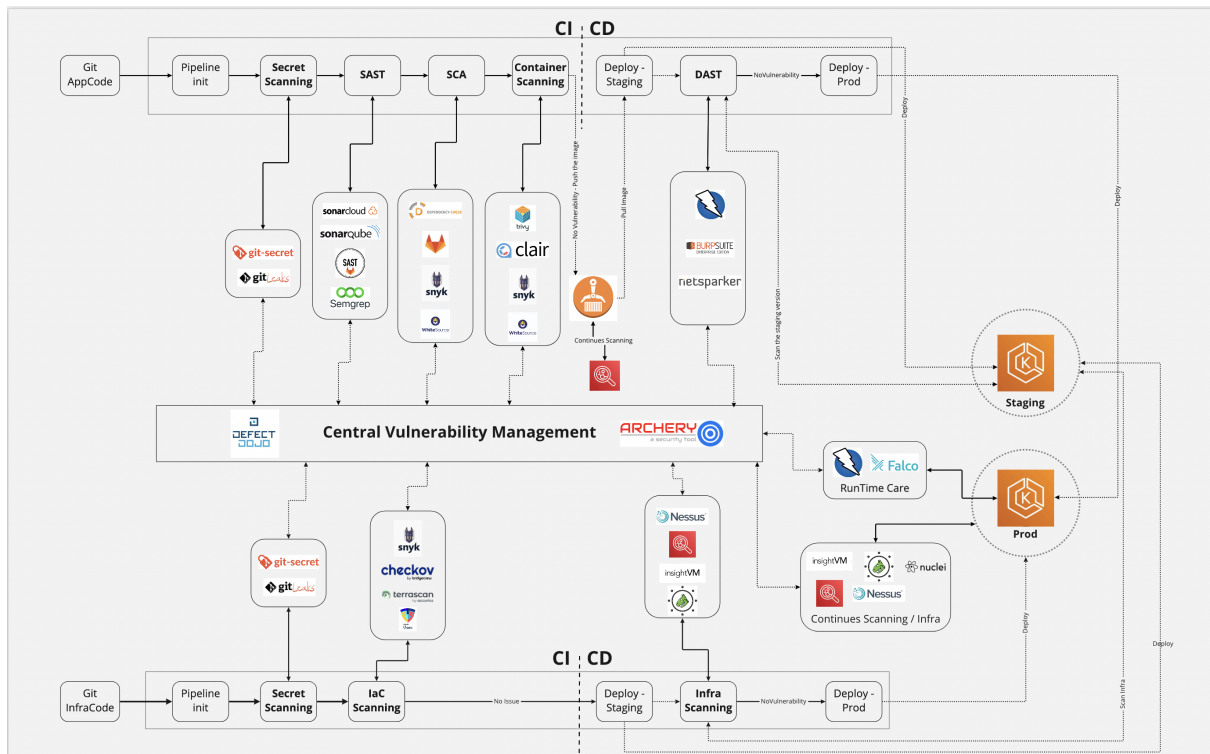 CI
CD
Git
AppCode
Pipeline
init
Secret
Scanning
SAST
SCA
Container
Scanning
Deploy -
Staging
DAST
NoVulnerability
Deploy -
Prod
No Vulnerability - Push the image
Pull Image
Deploy
Deploy
Scan the staging version
git-secret
gitLeaks
sonarcloud
sonarqube
SAST
Semgrep
DEPENDENCY-CHECK
snyk
WhiteSource
trivy
clair
snyk
WhiteSource
BURPSUITE
ENTERPRISE EDITION
netsparker
Continues Scanning
K
Staging
DEFECT
DOJO
Central Vulnerability Management
ARCHERY
a security tool
Falco
RunTime Care
K
Prod
git-secret
gitLeaks
snyk
checkov
by bridgecrew
terrascan
by accurics
Nessus
insightVM
insightVM
nuclei
Nessus
Continues Scanning / Infra
Deploy
Deploy
Scan Infra
CI
CD
Git
InfraCode
Pipeline
init
Secret
Scanning
IaC
Scanning
No Issue
Deploy -
Staging
Infra
Scanning
NoVulnerability
Deploy -
Prod